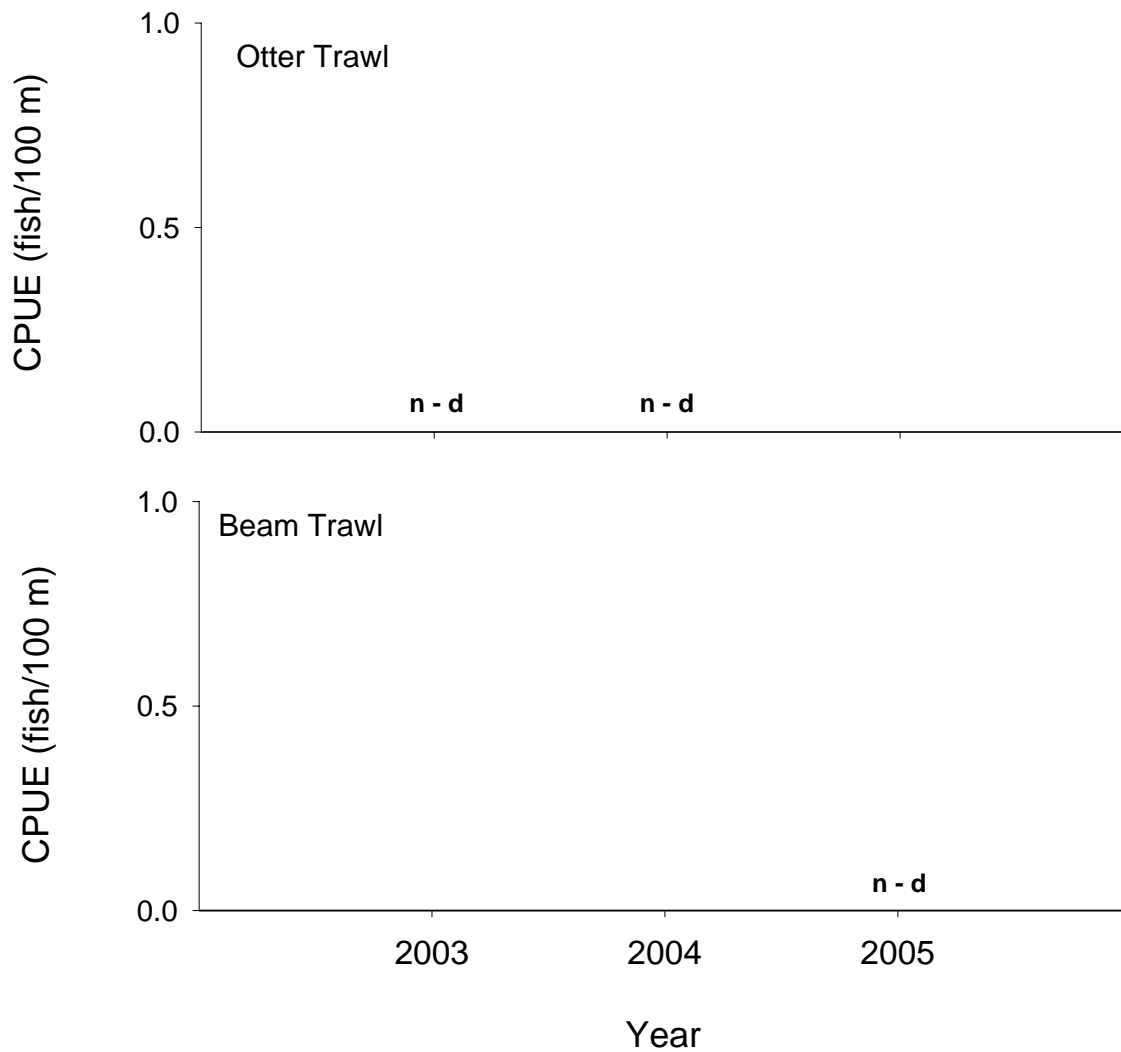 CPUE (fish/100 m)
1.0
Otter Trawl
0.5
n - d n - d
0.0
CPUE (fish/100 m)
1.0
Beam Trawl
0.5
n - d
0.0
2003 2004 2005
Year